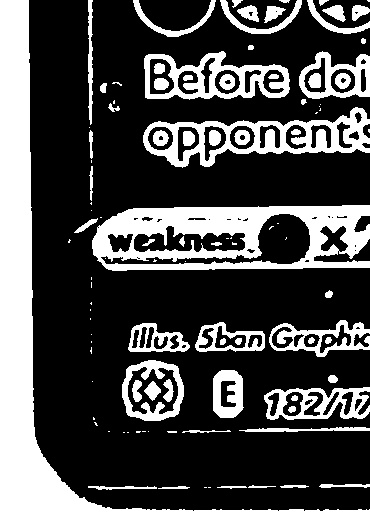 Before doi
opponent's
weakness x
Illus. 5ban Graphic
E 182/17